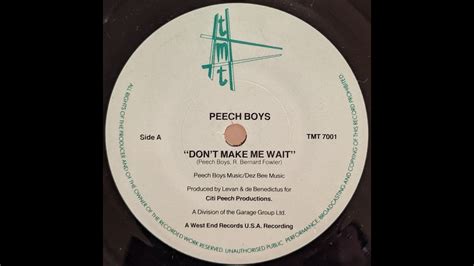 tmt
PEECH BOYS
Side A
TMT 7001
“DON'T MAKE ME WAIT”
(Peech Boys, R. Bernard Fowler)
Peech Boys Music/Dez Bee Music
Produced by Levan & de Benedictus for
Citi Peech Productions.
A Division of the Garage Group Ltd.
A West End Records U.S.A. Recording
ALL RIGHTS OF THE PRODUCER AND OF THE OWNER OF THE RECORDED WORK RESERVED. UNAUTHORISED PUBLIC PERFORMANCE, BROADCASTING AND COPYING OF THIS RECORD PROHIBITED.